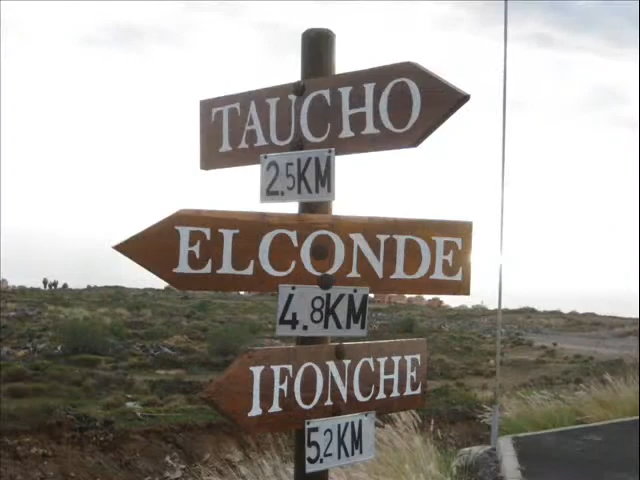 TAUCHO
2,5KM
ELCONDE
4.8KM
IFONCHE
5.2KM